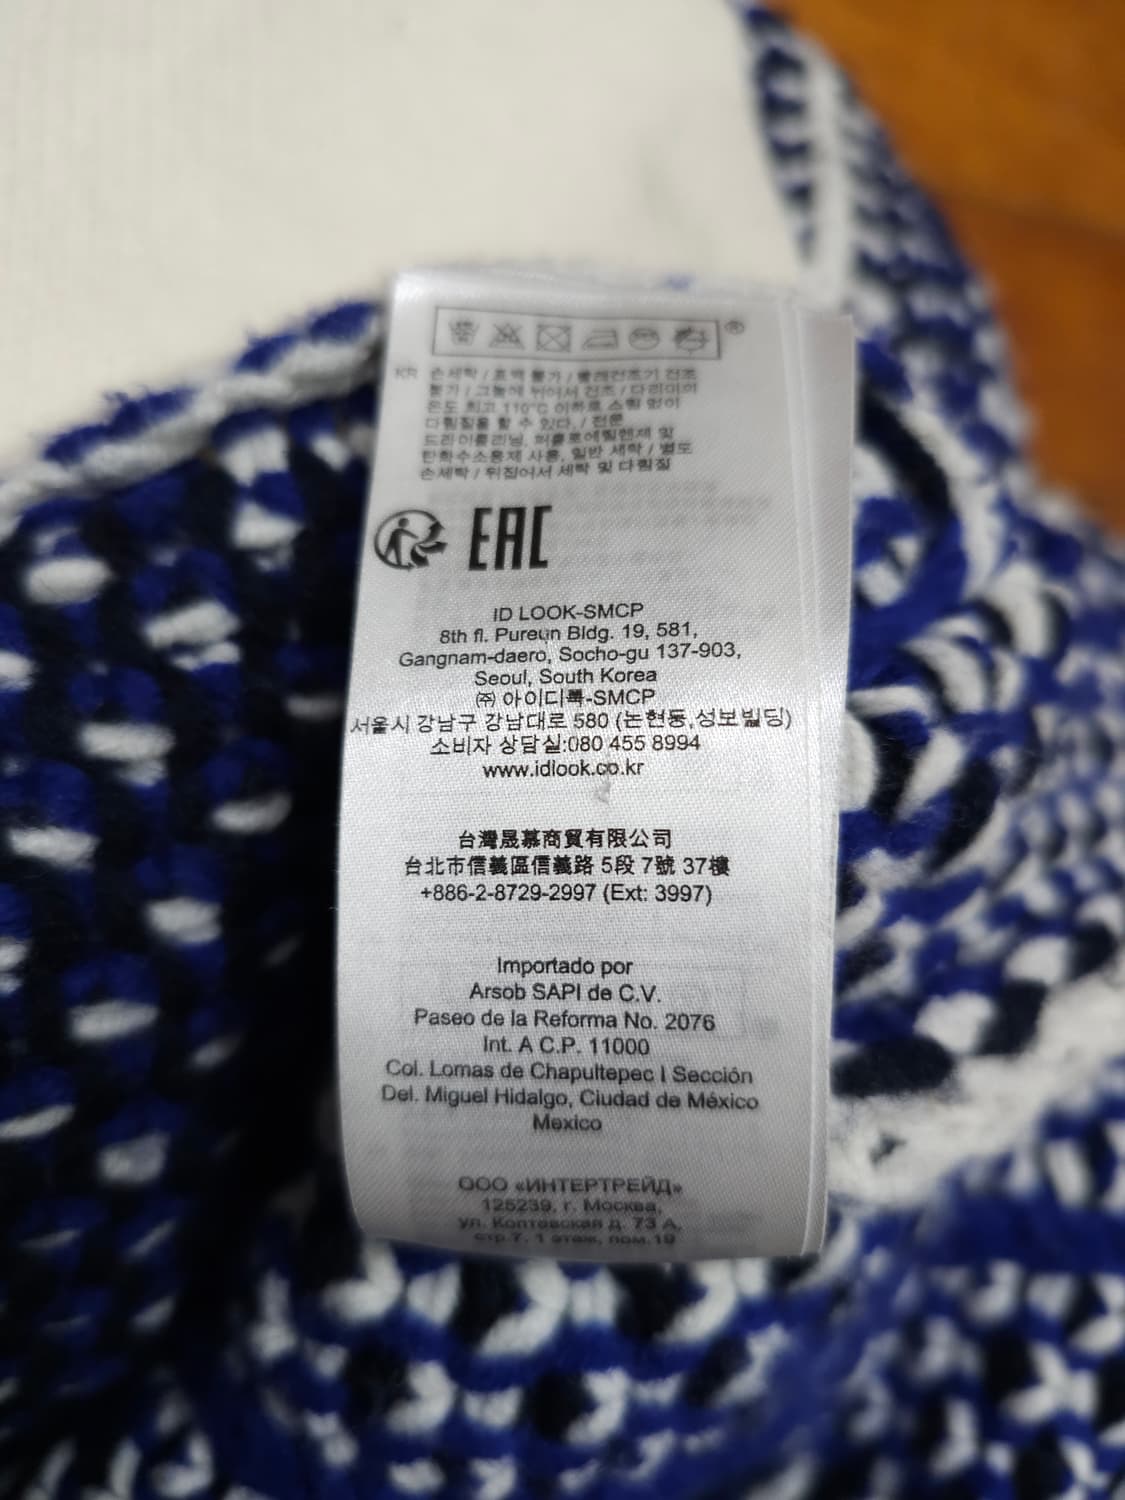 ®
KR 손세탁 / 표백 불가 / 텀블건조기 건조
불가 / 그늘에 뉘어서 건조 / 다리미의
온도 최고 110°C 이하로 스팀 없이
다림질을 할 수 있다. / 전문
드라이클리닝, 퍼클로에틸렌제 및
탄화수소용제 사용, 일반 세탁 / 별도
손세탁 / 뒤집어서 세탁 및 다림질
EAC
ID LOOK-SMCP
8th fl. Pureun Bldg. 19, 581,
Gangnam-daero, Socho-gu 137-903,
Seoul, South Korea
㈜ 아이디룩-SMCP
서울시 강남구 강남대로 580 (논현동,성보빌딩)
소비자 상담실:080 455 8994
www.idlook.co.kr
台灣晟慕商貿有限公司
台北市信義區信義路 5段 7號 37樓
+886-2-8729-2997 (Ext: 3997)
Importado por
Arsob SAPI de C.V.
Paseo de la Reforma No. 2076
Int. A C.P. 11000
Col. Lomas de Chapultepec I Sección
Del. Miguel Hidalgo, Ciudad de México
Mexico
ООО «ИНТЕРТРЕЙД»
125239, г. Москва,
ул. Коптевская д. 73 А,
стр.7, 1 этаж, пом.19